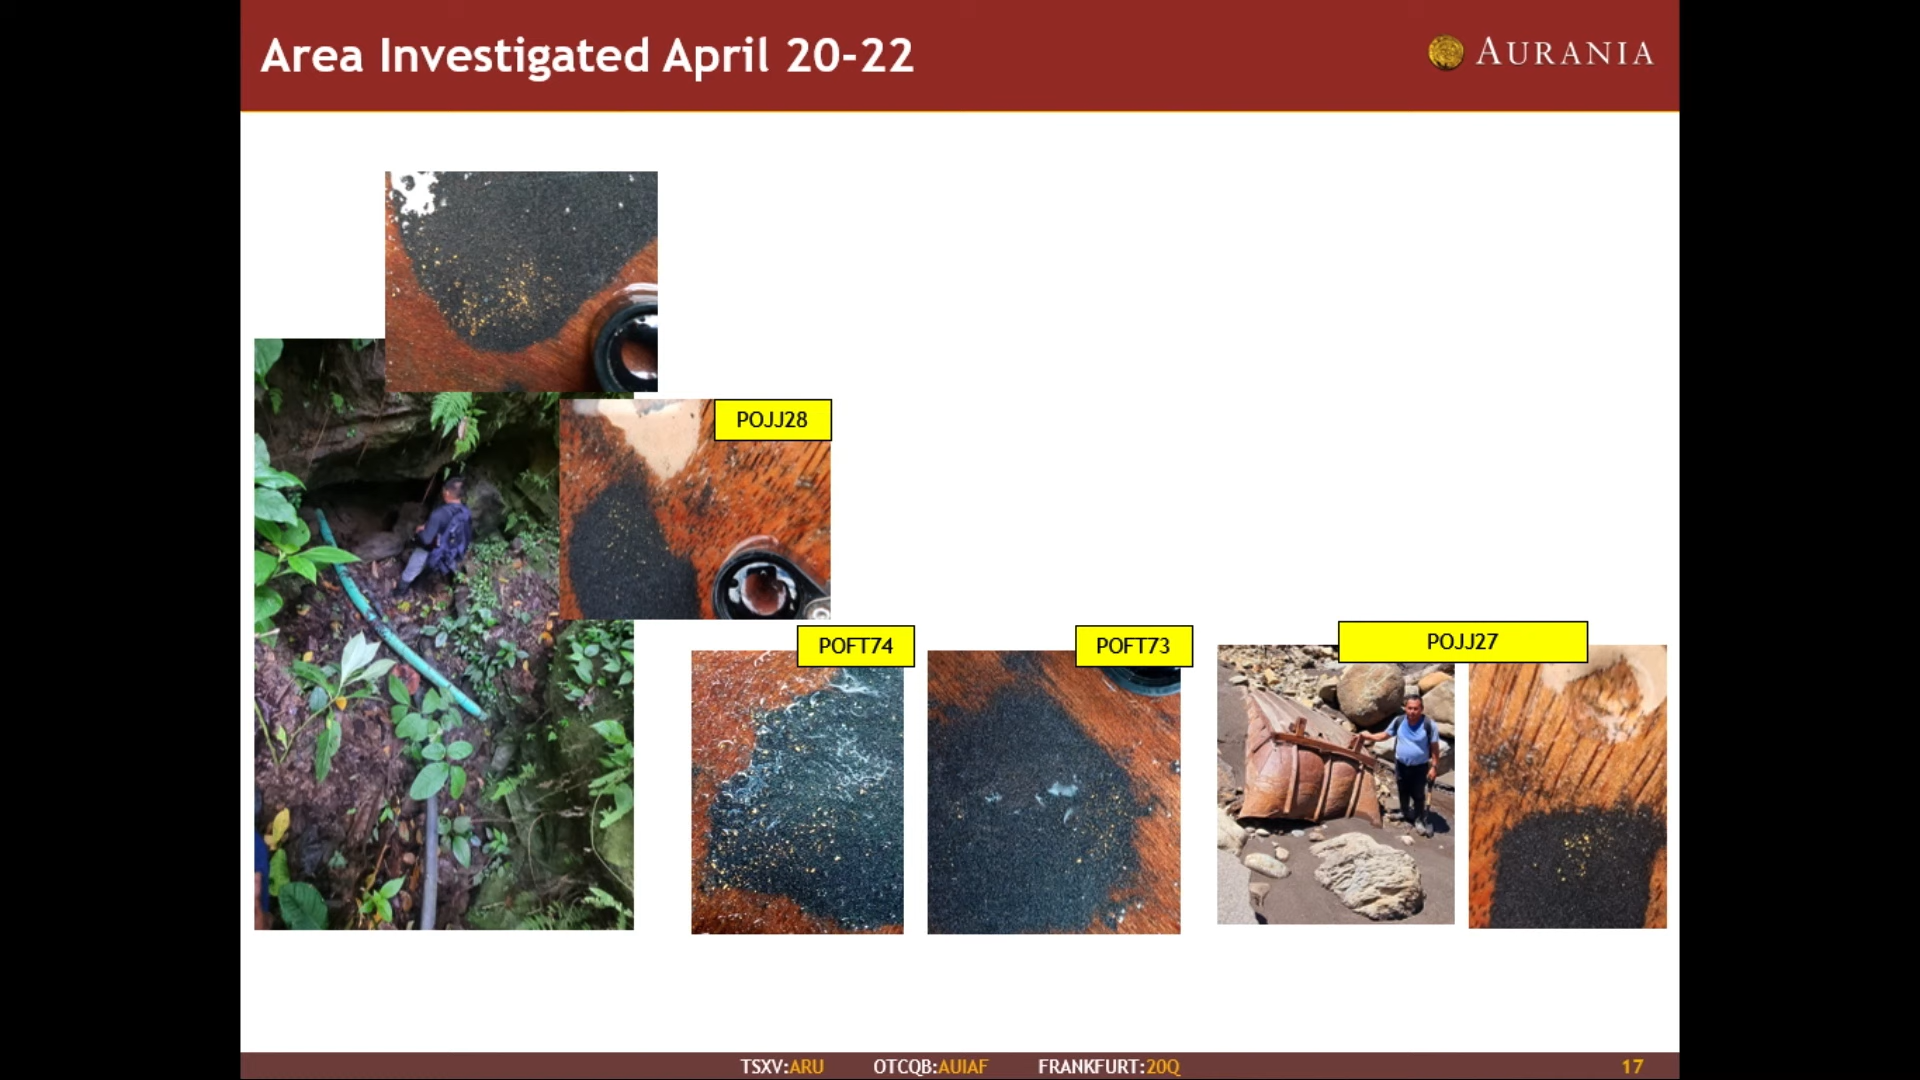 Area Investigated April 20-22
AURANIA
POJJ28
POFT74
POFT73
POJJ27
TSXV:ARU OTCQB:AUIAF FRANKFURT:20Q
17